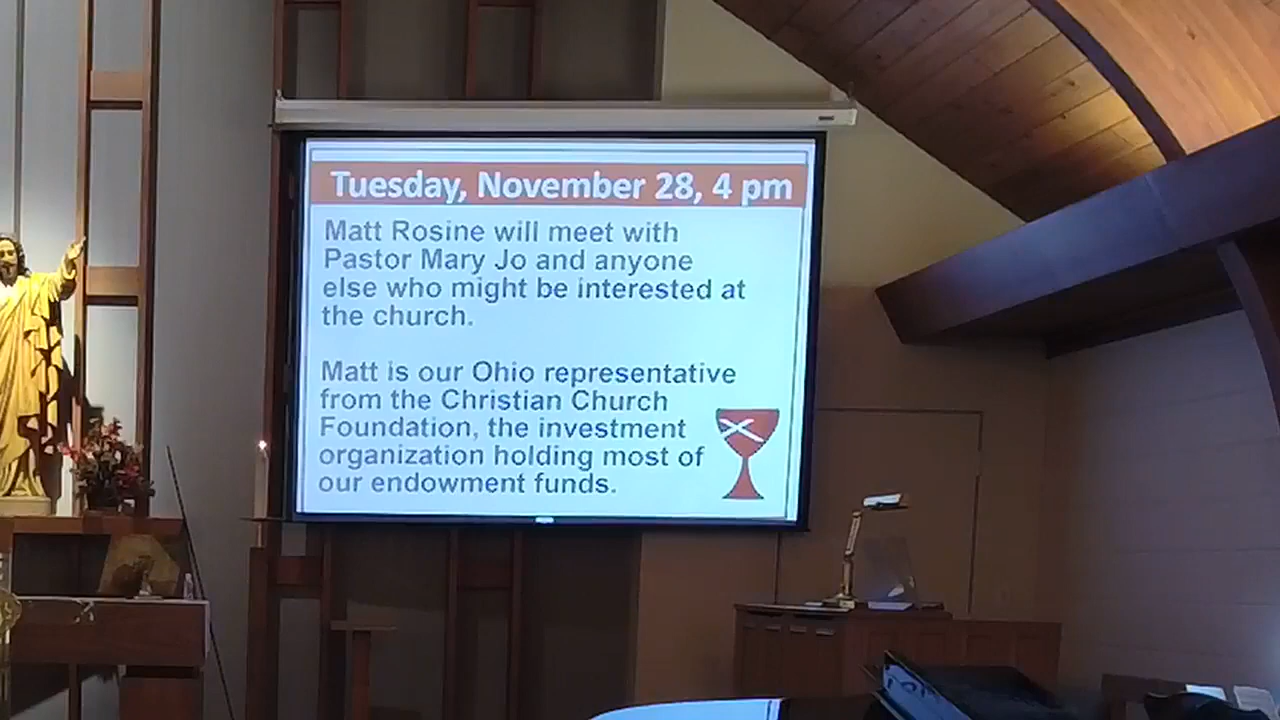 Tuesday, November 28, 4 pm
Matt Rosine will meet with
Pastor Mary Jo and anyone
else who might be interested at
the church.
Matt is our Ohio representative
from the Christian Church
Foundation, the investment
organization holding most of
our endowment funds.